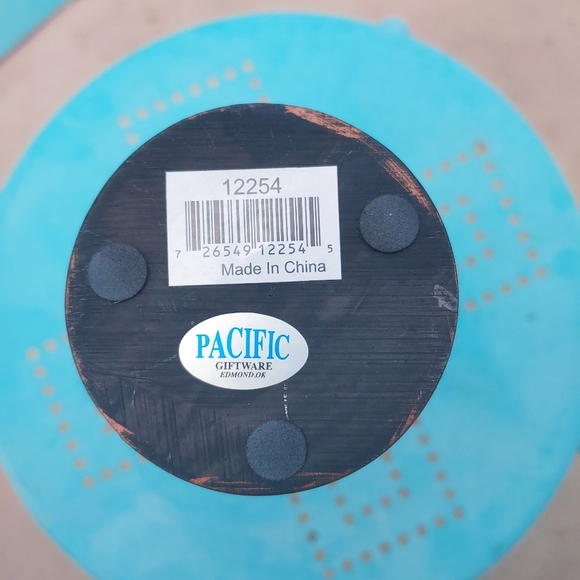 12254
7 26549 12254 5
Made In China
PACIFIC
GIFTWARE
EDMOND.OK